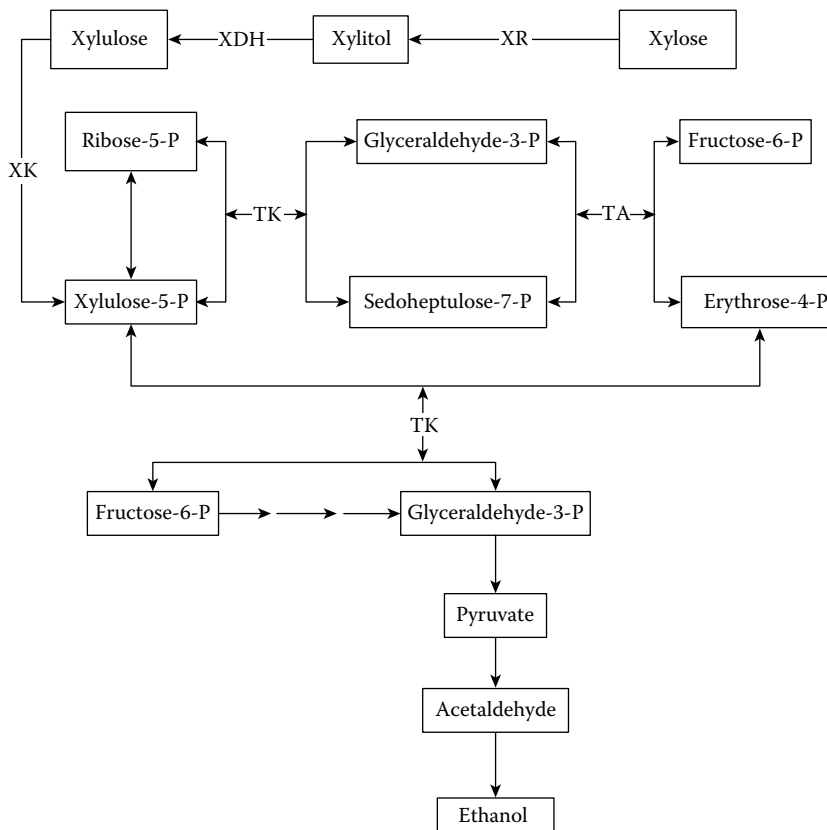 Xylulose
XDH
Xylitol
XR
Xylose
XK
Ribose-5-P
Glyceraldehyde-3-P
Fructose-6-P
TK
TA
Xylulose-5-P
Sedoheptulose-7-P
Erythrose-4-P
TK
Fructose-6-P
Glyceraldehyde-3-P
Pyruvate
Acetaldehyde
Ethanol